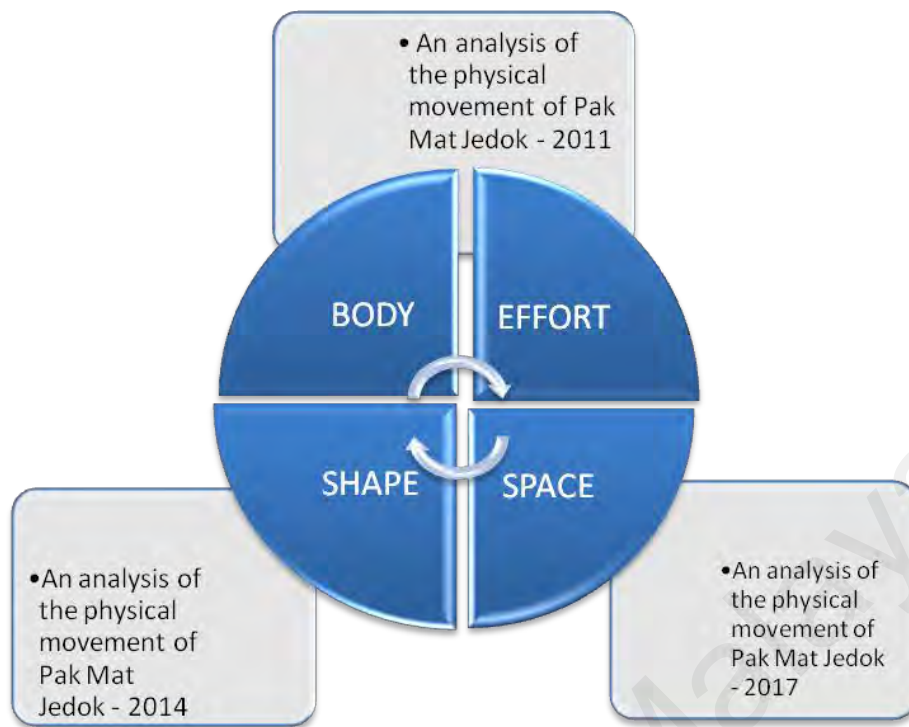 • An analysis of
the physical
movement of Pak
Mat Jedok - 2011
BODY
EFFORT
SHAPE
SPACE
•An analysis of
the physical
movement of
Pak Mat
Jedok - 2014
•An analysis of
the physical
movement of
Pak Mat Jedok
- 2017
Malaya